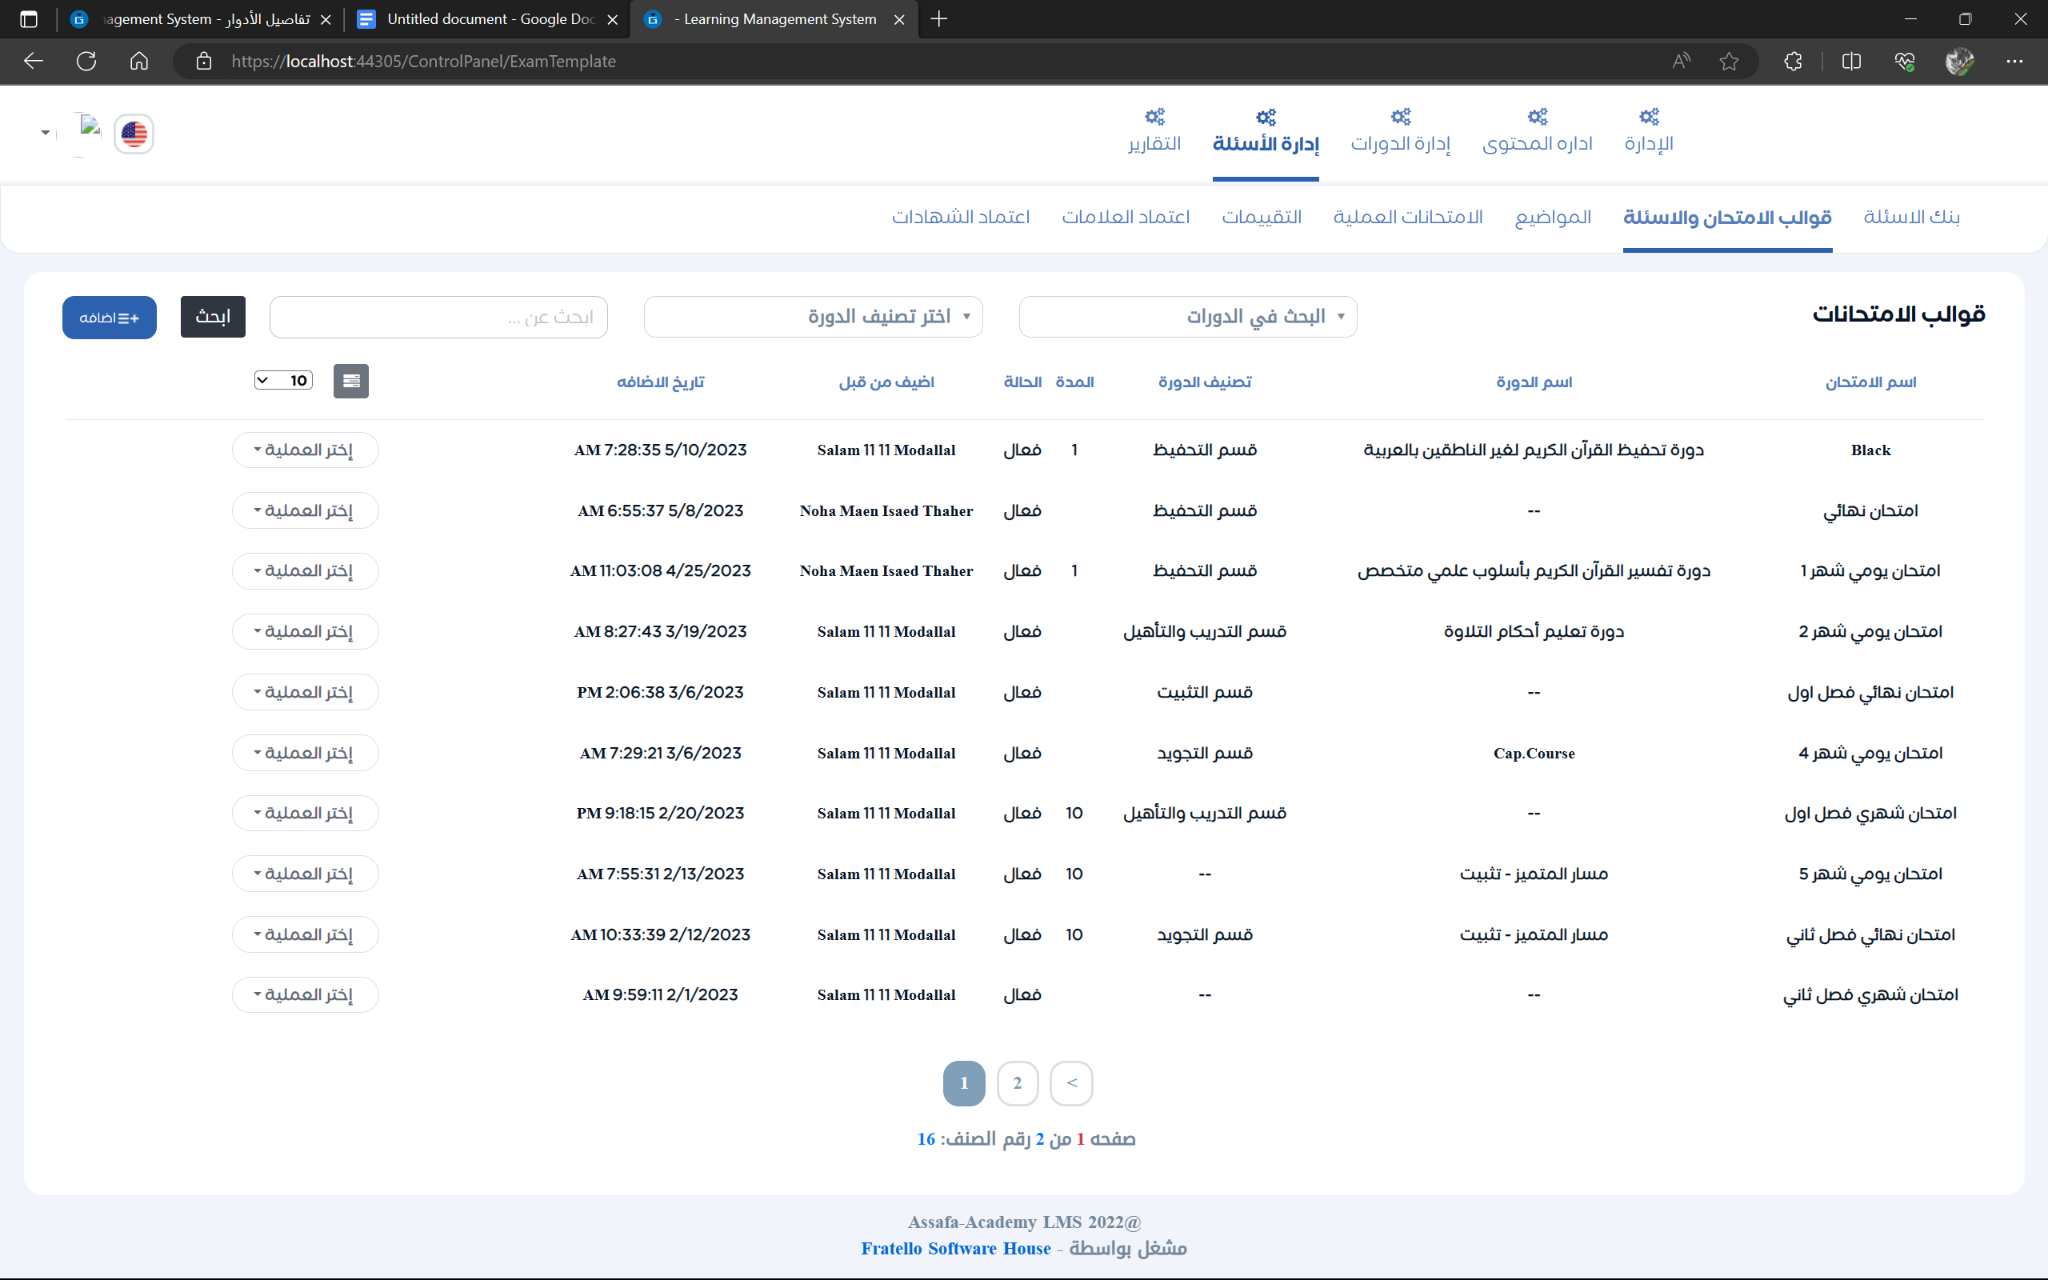 agement System - تفاصيل الأدوار
Untitled document - Google Doc
- Learning Management System
https://localhost:44305/ControlPanel/ExamTemplate
الإدارة
اداره المحتوى
إدارة الدورات
إدارة الأسئلة
التقارير
بنك الاسئلة
قوالب الامتحان والاسئلة
المواضيع
الامتحانات العملية
التقييمات
اعتماد العلامات
اعتماد الشهادات
قوالب الامتحانات
البحث في الدورات
اختر تصنيف الدورة
ابحث عن ...
ابحث
اضافه
اسم الامتحان اسم الدورة تصنيف الدورة المدة الحالة اضيف من قبل تاريخ الاضافه 10
Black دورة تحفيظ القرآن الكريم لغير الناطقين بالعربية قسم التحفيظ 1 فعال Salam 11 11 Modallal AM 7:28:35 5/10/2023 إختر العملية
امتحان نهائي -- قسم التحفيظ فعال Noha Maen Isaed Thaher AM 6:55:37 5/8/2023 إختر العملية
امتحان يومي شهر 1 دورة تفسير القرآن الكريم بأسلوب علمي متخصص قسم التحفيظ 1 فعال Noha Maen Isaed Thaher AM 11:03:08 4/25/2023 إختر العملية
امتحان يومي شهر 2 دورة تعليم أحكام التلاوة قسم التدريب والتأهيل فعال Salam 11 11 Modallal AM 8:27:43 3/19/2023 إختر العملية
امتحان نهائي فصل اول -- قسم التثبيت فعال Salam 11 11 Modallal PM 2:06:38 3/6/2023 إختر العملية
امتحان يومي شهر 4 Cap.Course قسم التجويد فعال Salam 11 11 Modallal AM 7:29:21 3/6/2023 إختر العملية
امتحان شهري فصل اول -- قسم التدريب والتأهيل 10 فعال Salam 11 11 Modallal PM 9:18:15 2/20/2023 إختر العملية
امتحان يومي شهر 5 مسار المتميز - تثبيت -- 10 فعال Salam 11 11 Modallal AM 7:55:31 2/13/2023 إختر العملية
امتحان نهائي فصل ثاني مسار المتميز - تثبيت قسم التجويد 10 فعال Salam 11 11 Modallal AM 10:33:39 2/12/2023 إختر العملية
امتحان شهري فصل ثاني -- -- فعال Salam 11 11 Modallal AM 9:59:11 2/1/2023 إختر العملية
1 2 >
صفحه 1 من 2 رقم الصنف: 16
Assafa-Academy LMS 2022@
مشغل بواسطة - Fratello Software House